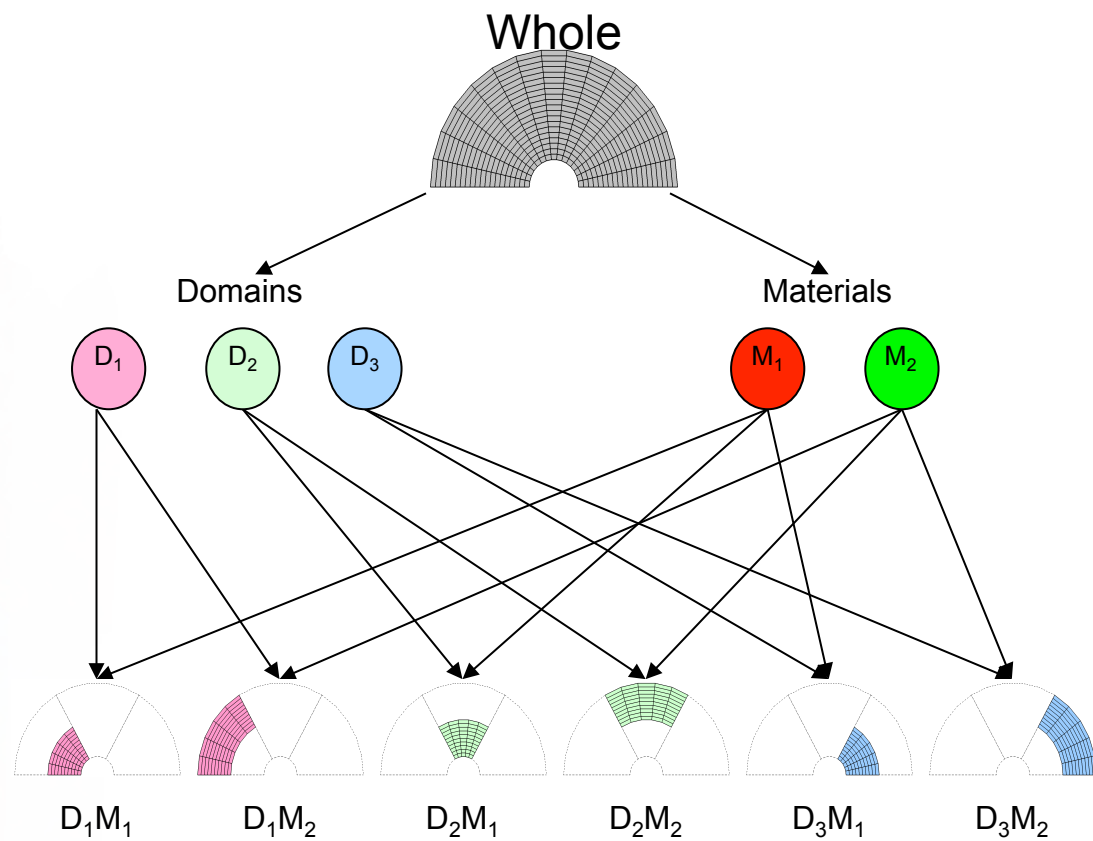 Whole
Domains Materials
D₁ D₂ D₃ M₁ M₂
D₁M₁ D₁M₂ D₂M₁ D₂M₂ D₃M₁ D₃M₂